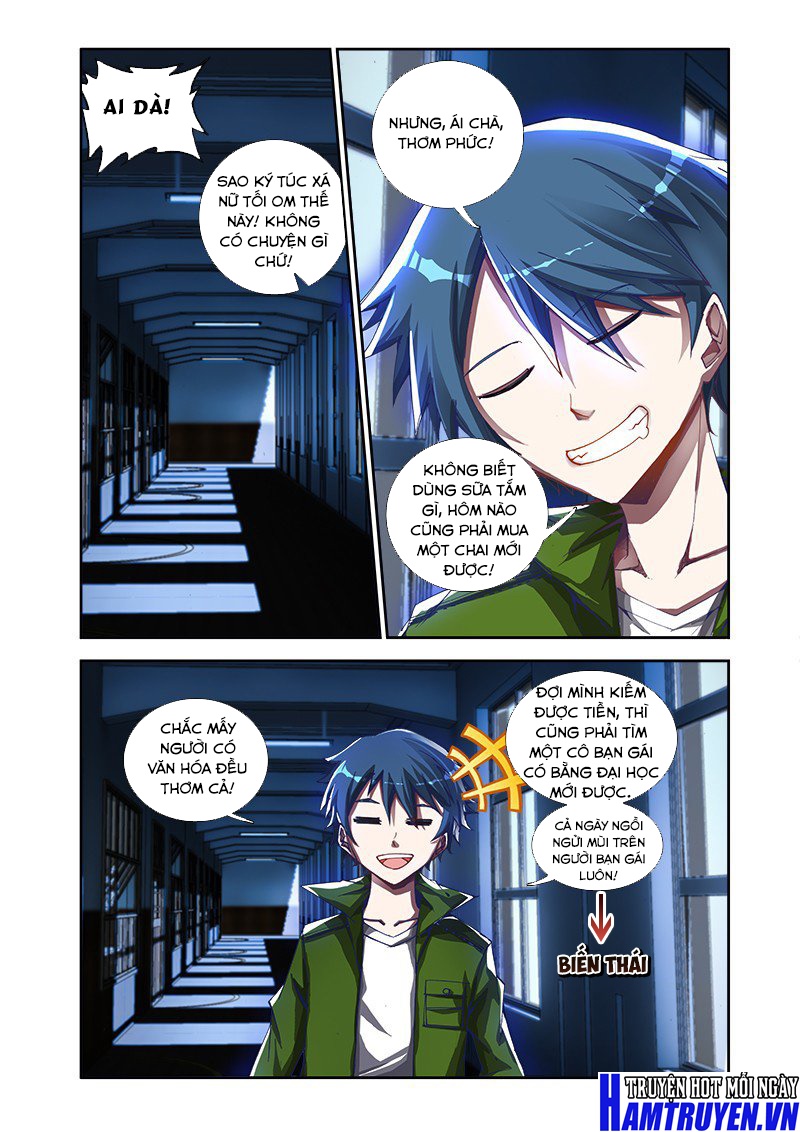 AI DÀ!
SAO KÝ TÚC XÁ
NỮ TỐI OM THẾ
NÀY! KHÔNG
CÓ CHUYỆN GÌ
CHỨ!
NHƯNG, ÁI CHÀ,
THƠM PHỨC!
KHÔNG BIẾT
DÙNG SỮA TẮM
GÌ, HÔM NÀO
CŨNG PHẢI MUA
MỘT CHAI MỚI
ĐƯỢC!
CHẮC MẤY
NGƯỜI CÓ
VĂN HÓA ĐỀU
THƠM CẢ!
ĐỢI MÌNH KIẾM
ĐƯỢC TIỀN, THÌ
CŨNG PHẢI TÌM
MỘT CÔ BẠN GÁI
CÓ BẰNG ĐẠI HỌC
MỚI ĐƯỢC.
CẢ NGÀY NGỒI
NGỬI MÙI TRÊN
NGƯỜI BẠN GÁI
LUÔN!
BIẾN THÁI
TRUYỆN HOT MỖI NGÀY
HAMTRUYEN.VN